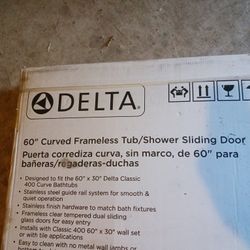 DELTA.
60" Curved Frameless Tub/Shower Sliding Door
Puerta corrediza curva, sin marco, de 60" para
bañeras/regaderas-duchas
• Designed to fit the 60" x 30" Delta Classic
400 Curve Bathtubs
• Stainless steel guide rail system for smooth &
quiet operation
• Stainless finish hardware to match bath fixtures
• Frameless clear tempered dual sliding
glass doors for easy entry
• Installs with Classic 400 60" x 30" wall set
or with tile applications
• Easy to clean with no metal wall jambs or